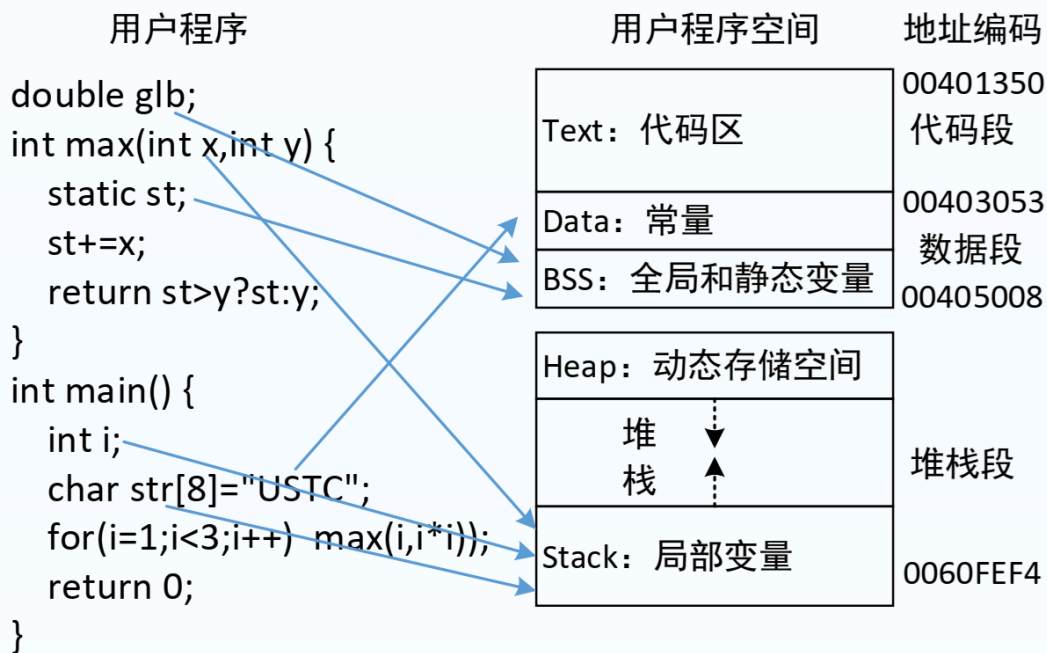 用户程序
double glb;
int max(int x,int y) {
static st;
st+=x;
return st>y?st:y;
}
int main() {
int i;
char str[8]="USTC";
for(i=1;i<3;i++) max(i,i*i));
return 0;
}
用户程序空间
Text：代码区
Data：常量
BSS：全局和静态变量
Heap：动态存储空间
堆
栈
Stack：局部变量
地址编码
00401350
代码段
00403053
数据段
00405008
堆栈段
0060FEF4